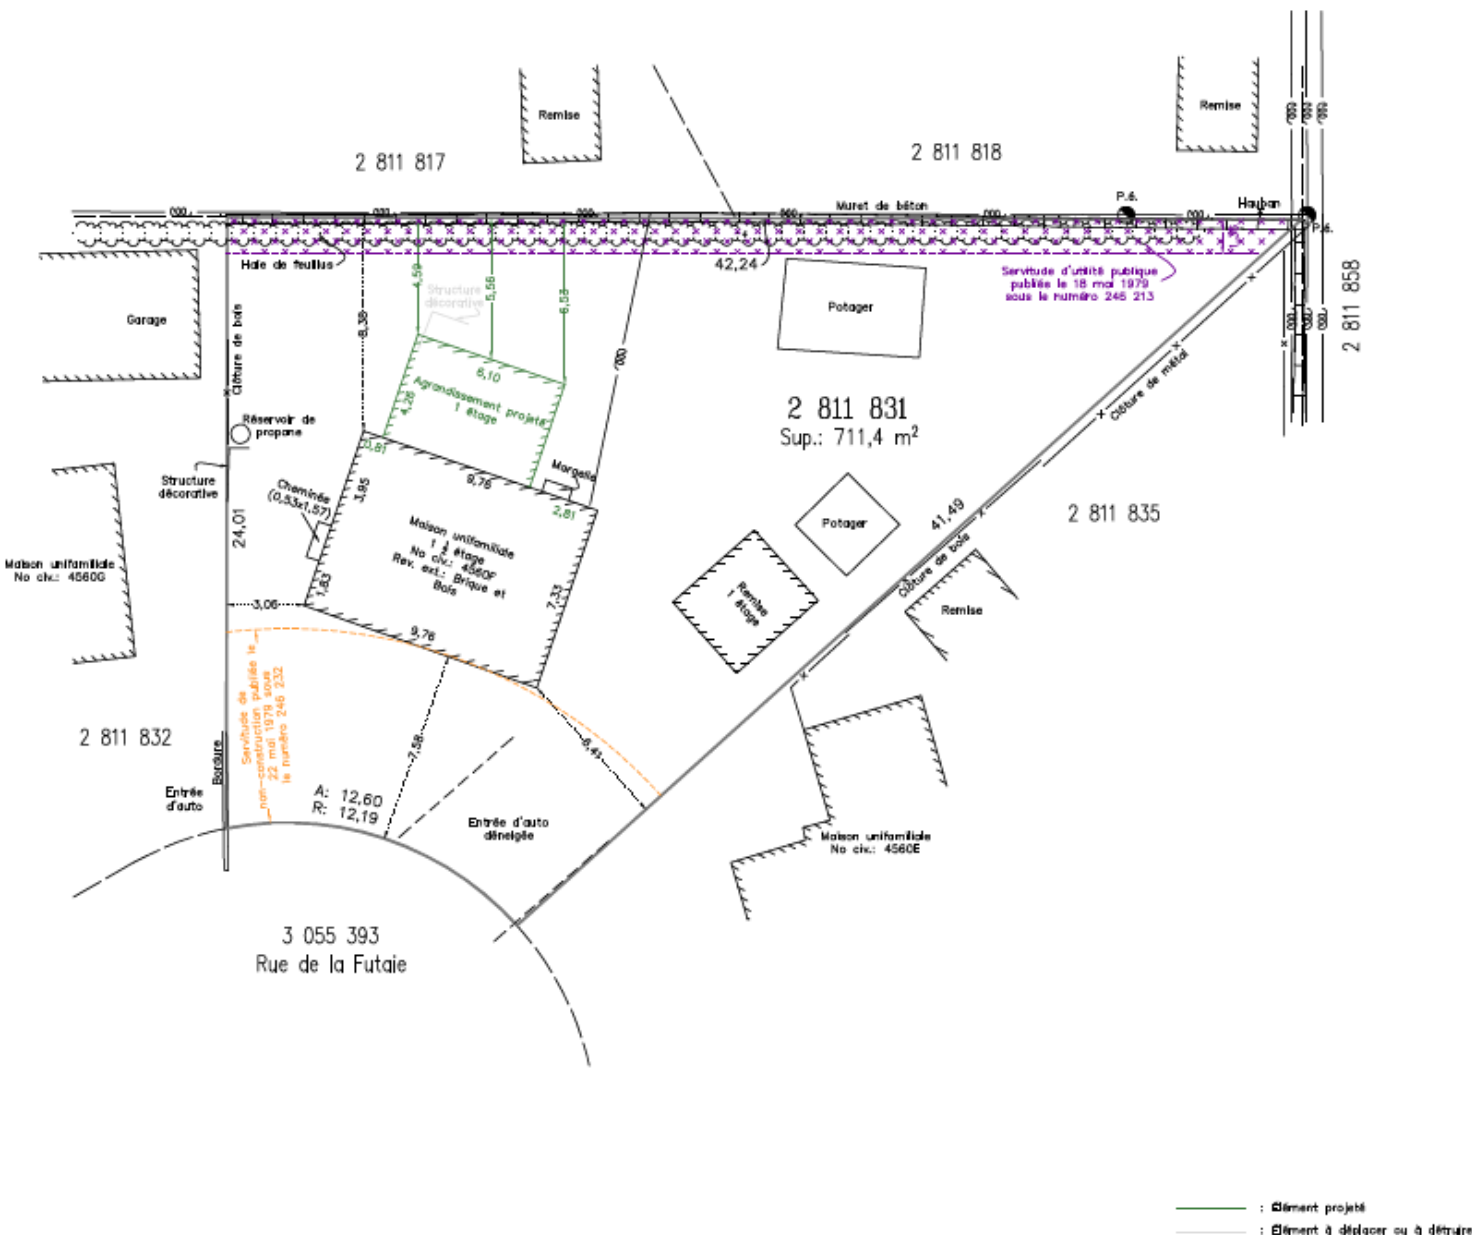 Remise
Remise
2 811 817
2 811 818
P.é.
Hauban
Muret de béton
P.é.
Haie de feuillus
42,24
Servitude d'utilité publique
publiée le 18 mai 1979
sous le numéro 246 213
4,59
5,56
6,53
8,38
Structure
décorative
Garage
Clôture de bois
Potager
2 811 858
6,10
Agrandissement projeté
1 étage
4,26
0,81
2 811 831
Sup.: 711,4 m²
Clôture de métal
Réservoir de
propane
Structure
décorative
Cheminée
(0,53x1,57)
3,95
9,76
Margelle
2,81
24,01
Maison unifamiliale
1 ½ étage
No civ.: 4560F
Rev. ext.: Brique et
Bois
Potager
41,49
2 811 835
Clôture de bois
Maison unifamiliale
No civ.: 4560G
1,83
7,33
3,06
9,76
Remise
1 étage
Remise
Servitude de
non-construction publiée le
22 mai 1979 sous
le numéro 246 232
2 811 832
Bordure
7,58
6,41
Entrée
d'auto
A: 12,60
R: 12,19
Entrée d'auto
déneigée
Maison unifamiliale
No civ.: 4560E
3 055 393
Rue de la Futaie
: Élément projeté
: Élément à déplacer ou à détruire